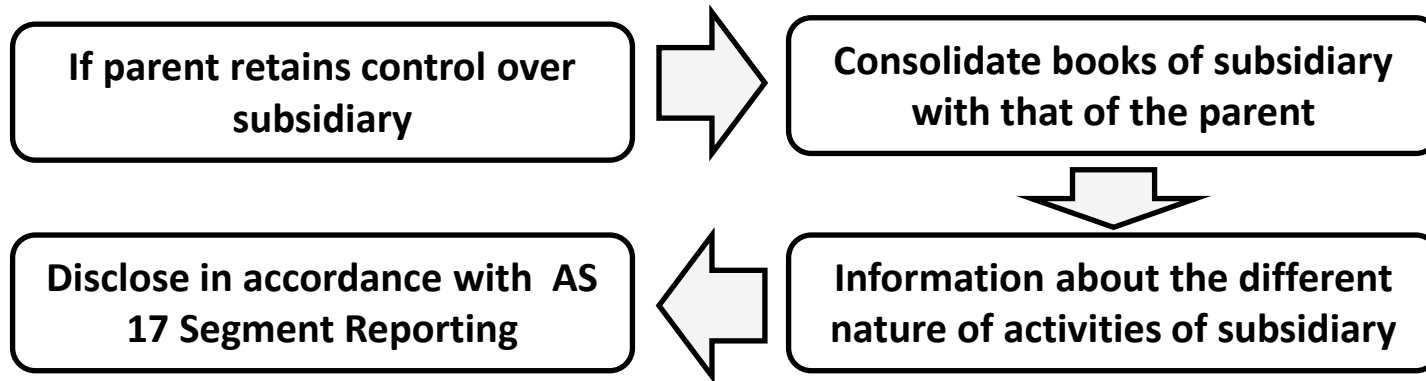 If parent retains control over
subsidiary
Consolidate books of subsidiary
with that of the parent
Information about the different
nature of activities of subsidiary
Disclose in accordance with AS
17 Segment Reporting